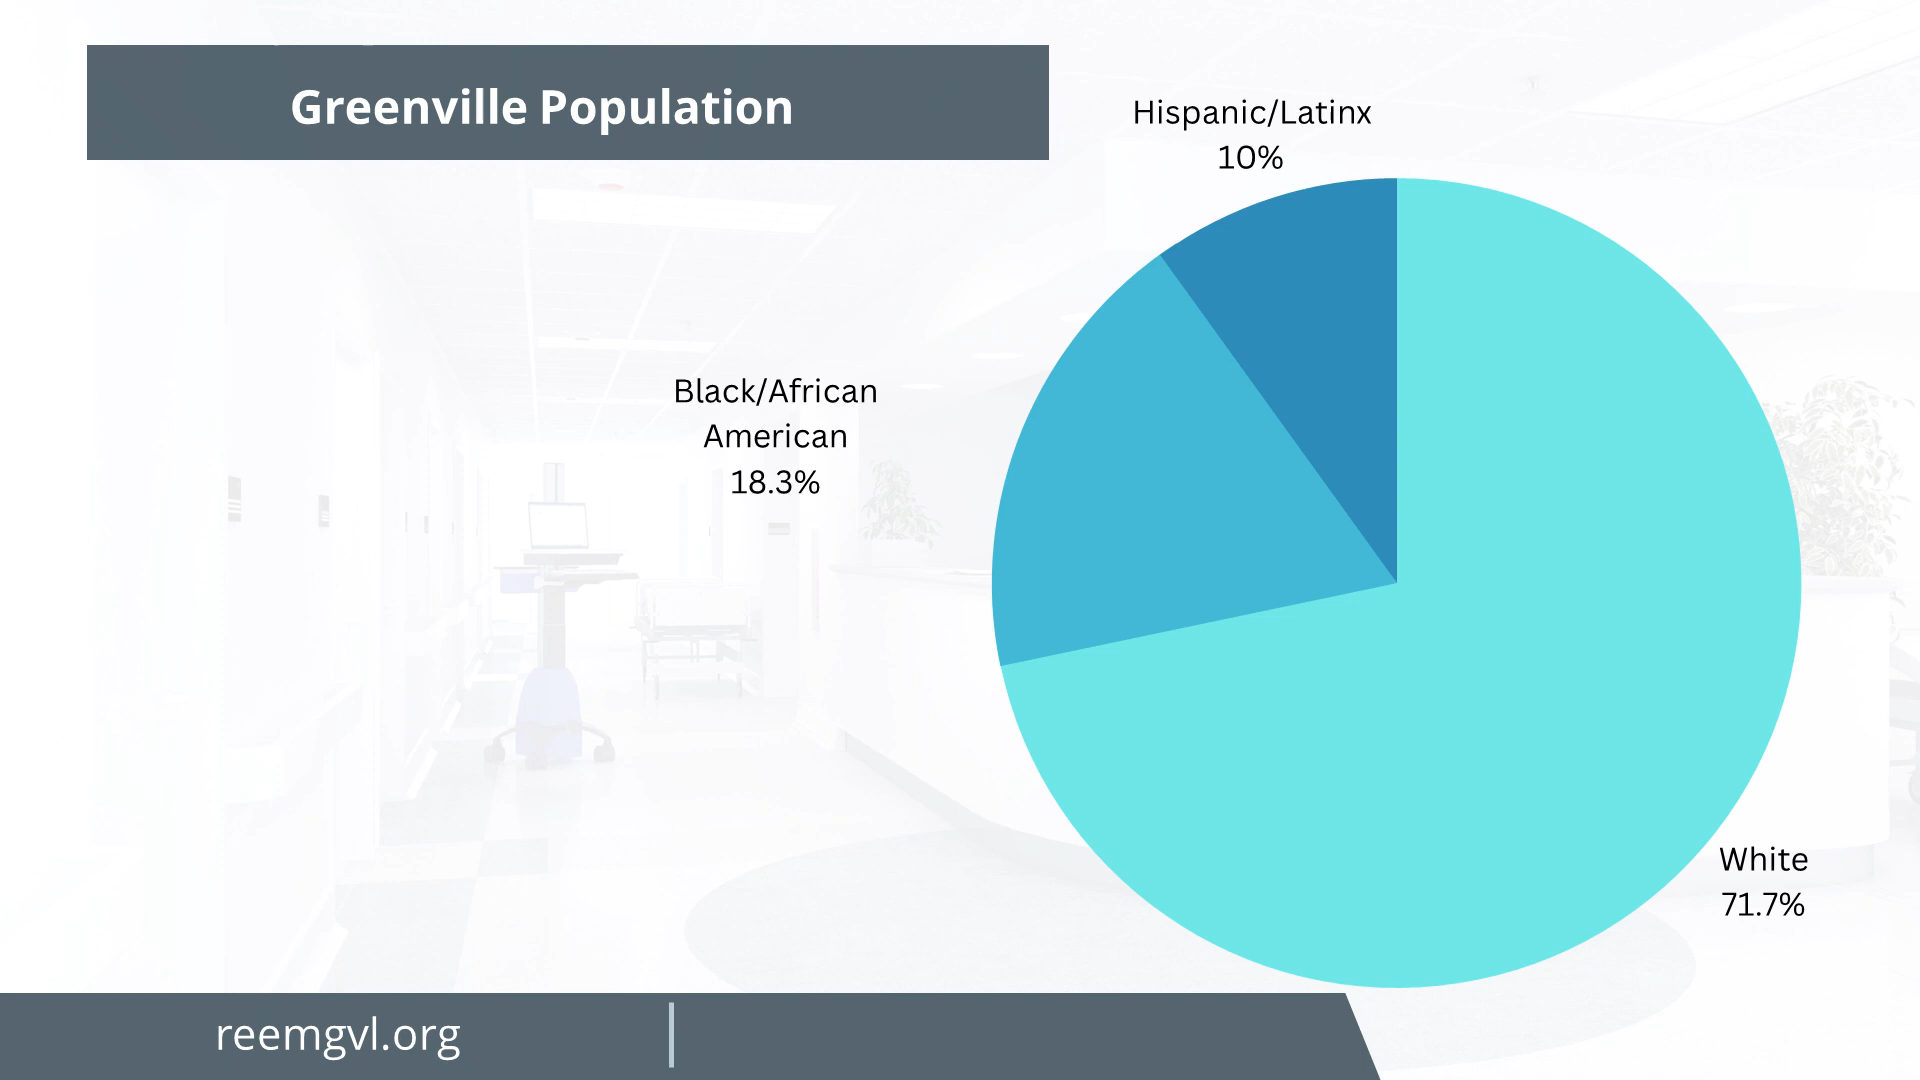 Greenville Population
Hispanic/Latinx
10%
Black/African
American
18.3%
White
71.7%
reemgvl.org